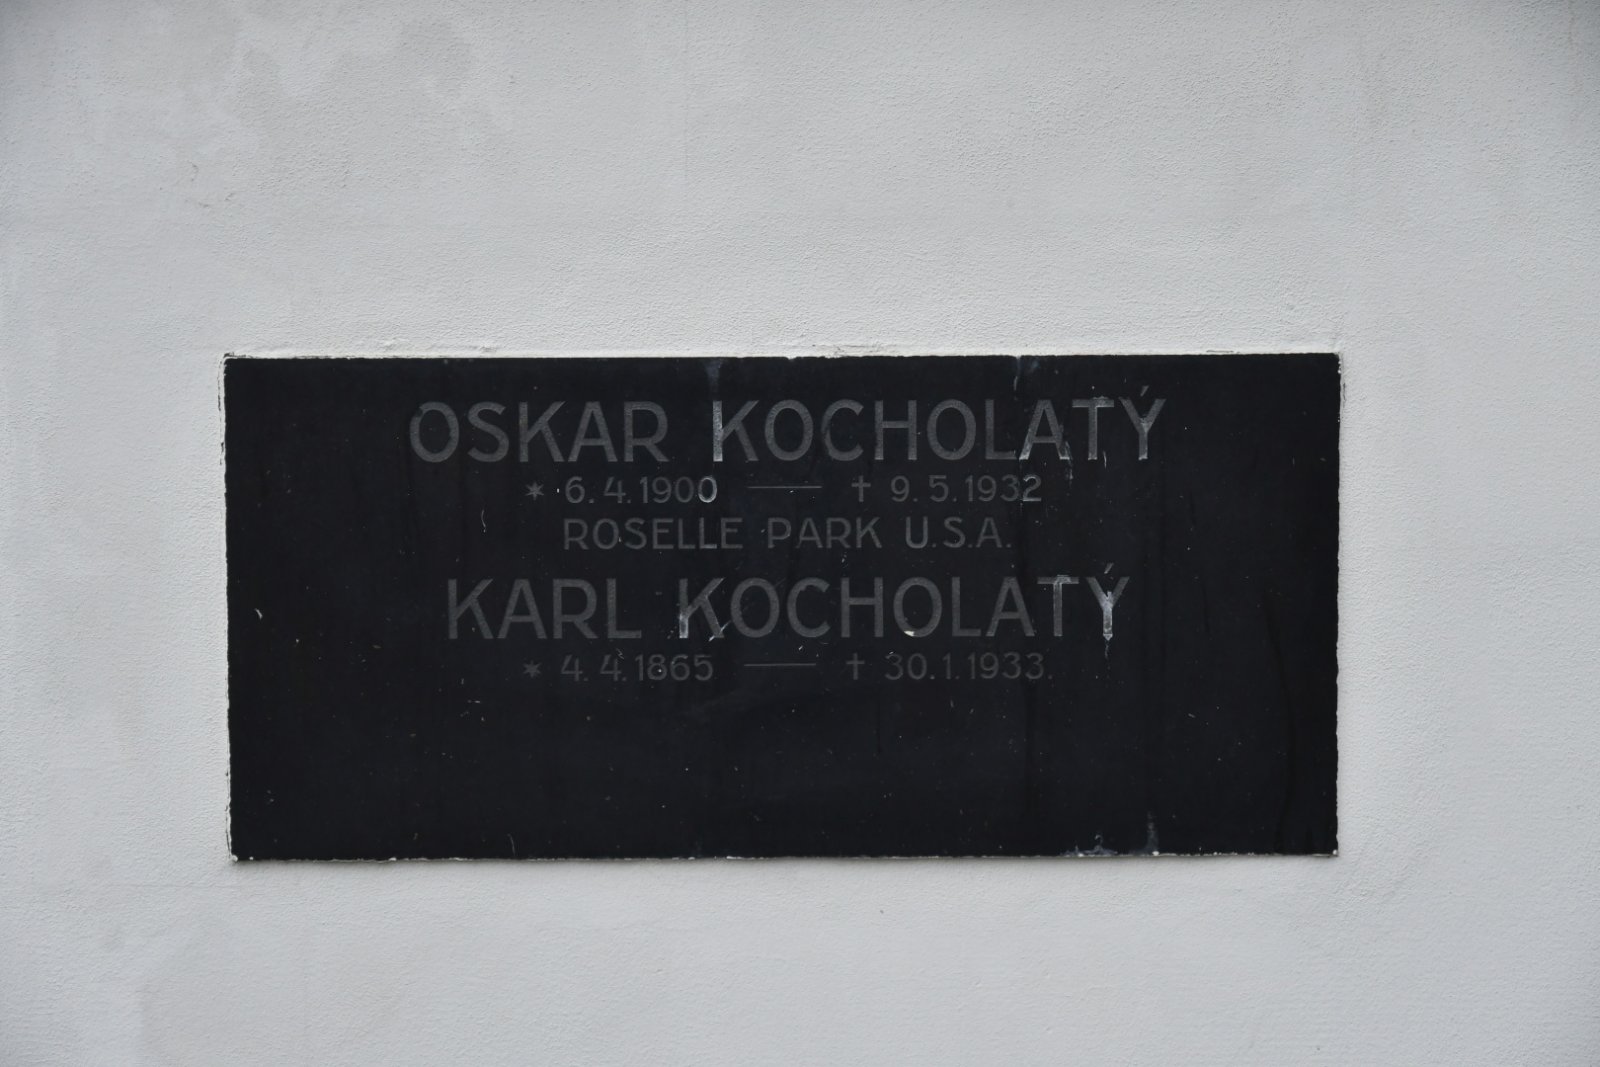 OSKAR KOCHOLATÝ
* 6. 4. 1900 — † 9. 5. 1932
ROSELLE PARK U.S.A.
KARL KOCHOLATÝ
* 4. 4. 1865 — † 30. 1. 1933.